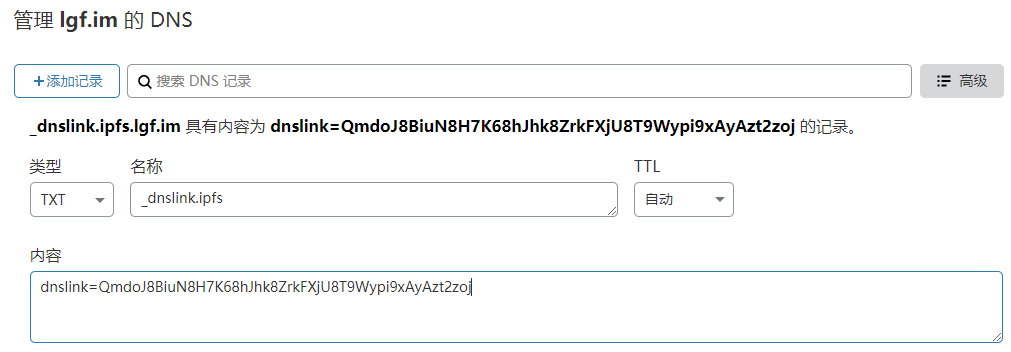 管理 lgf.im 的 DNS
+添加记录 搜索 DNS 记录 高级
_dnslink.ipfs.lgf.im 具有内容为 dnslink=QmdoJ8BiuN8H7K68hJhk8ZrkFXjU8T9Wypi9xAyAzt2zoj 的记录。
类型 名称 TTL
TXT _dnslink.ipfs 自动
内容
dnslink=QmdoJ8BiuN8H7K68hJhk8ZrkFXjU8T9Wypi9xAyAzt2zoj